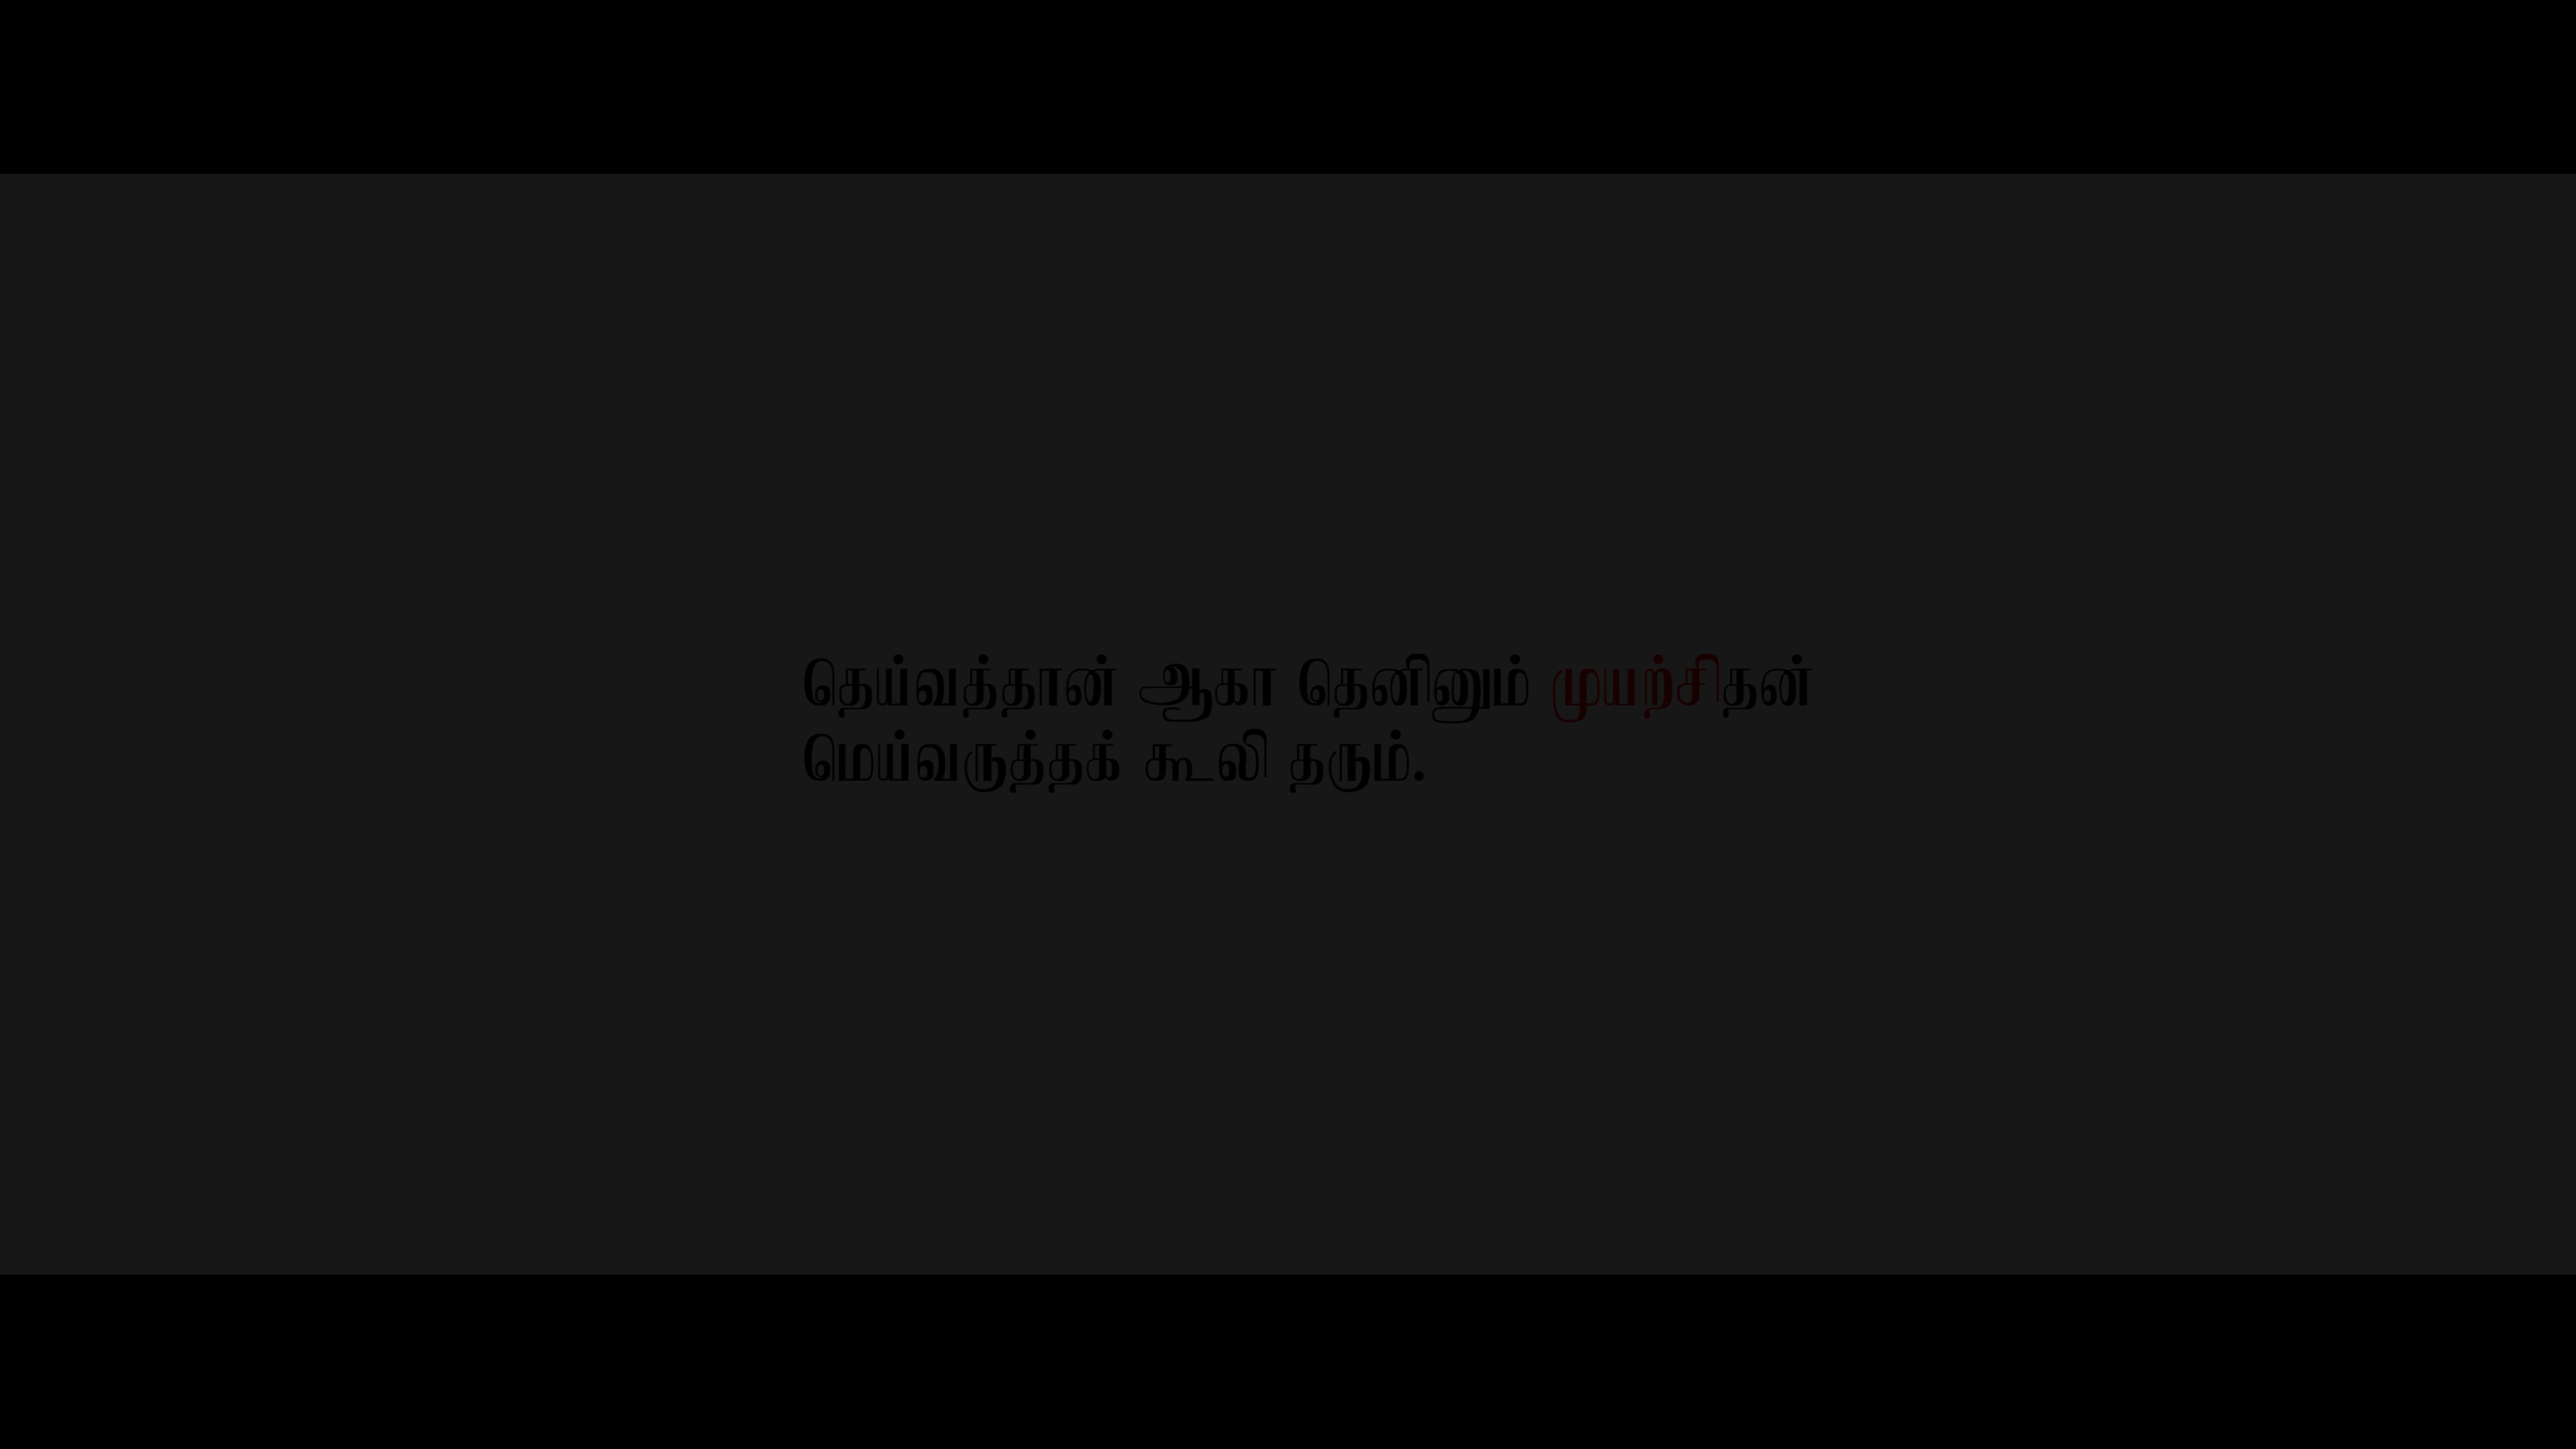 தெய்வத்தான் ஆகா தெனினும் முயற்சிதன்
மெய்வருத்தக் கூலி தரும்.